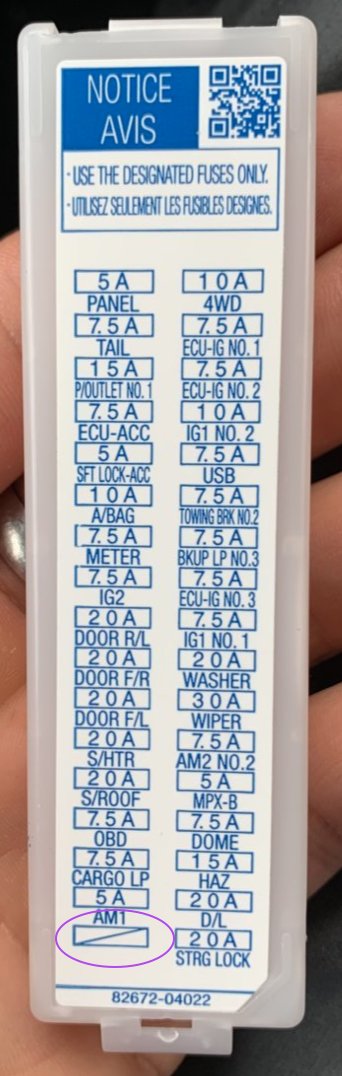 NOTICE
AVIS
· USE THE DESIGNATED FUSES ONLY.
· UTILISEZ SEULEMENT LES FUSIBLES DESIGNES.
5 A
PANEL
7.5 A
TAIL
15 A
P/OUTLET NO.1
7.5 A
ECU-ACC
5 A
SFT LOCK-ACC
10 A
A/BAG
7.5 A
METER
7.5 A
IG2
20 A
DOOR R/L
20 A
DOOR F/R
20 A
DOOR F/L
20 A
S/HTR
20 A
S/ROOF
7.5 A
OBD
7.5 A
CARGO LP
5 A
AM1
10 A
4WD
7.5 A
ECU-IG NO.1
7.5 A
ECU-IG NO.2
10 A
IG1 NO.2
7.5 A
USB
7.5 A
TOWING BRK NO.2
7.5 A
BKUP LP NO.3
7.5 A
ECU-IG NO.3
7.5 A
IG1 NO.1
20 A
WASHER
30 A
WIPER
7.5 A
AM2 NO.2
5 A
MPX-B
7.5 A
DOME
15 A
HAZ
20 A
D/L
20 A
STRG LOCK
82672-04022